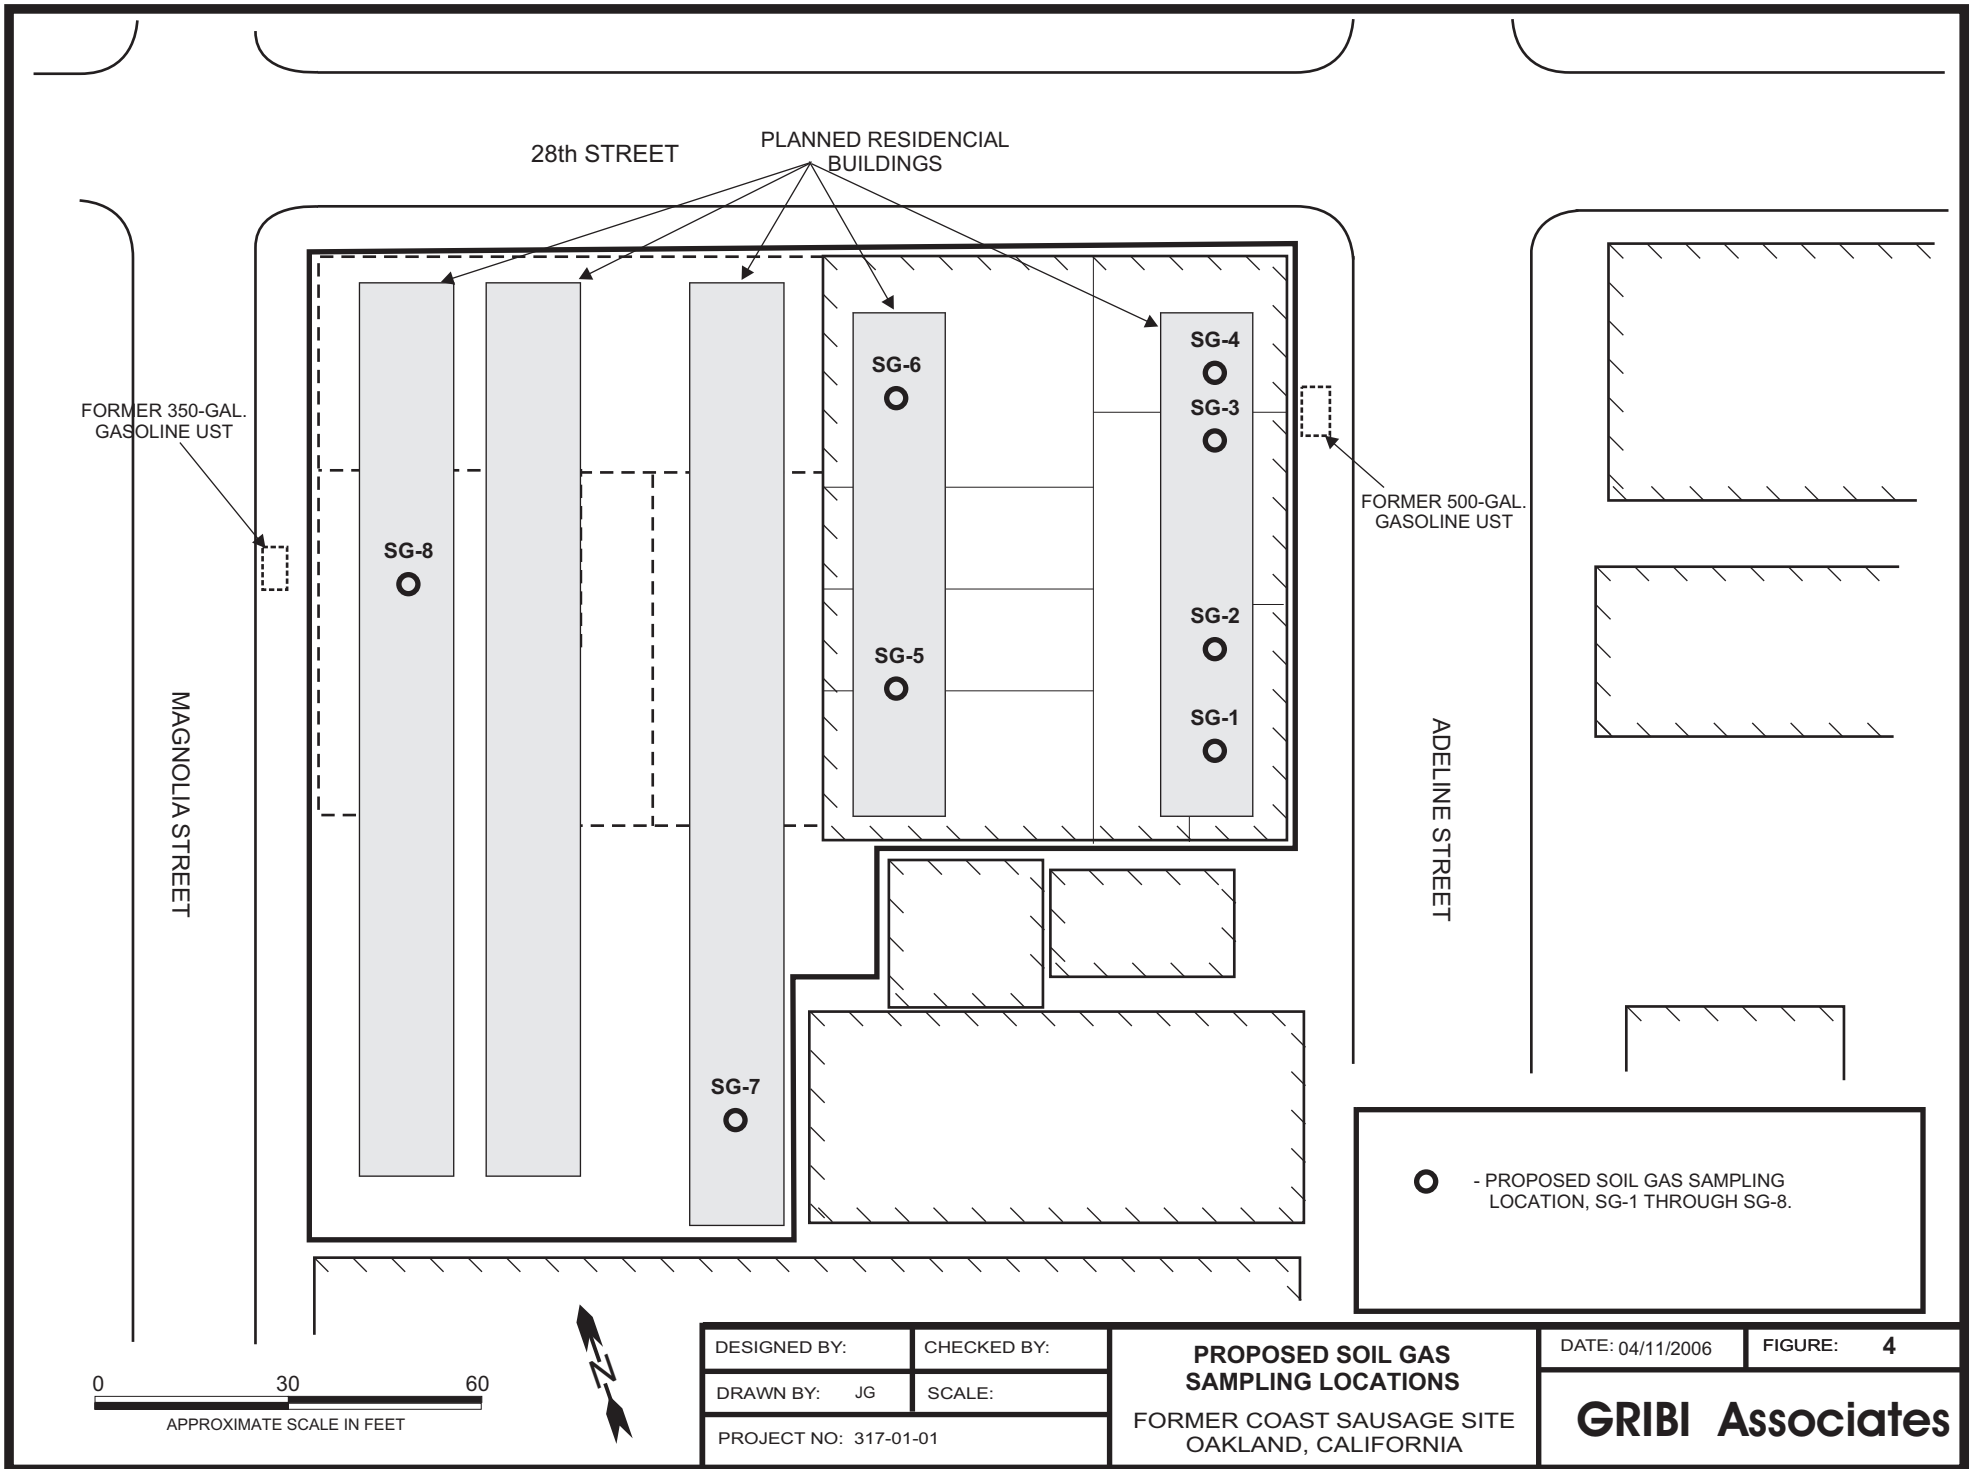 28th STREET
PLANNED RESIDENCIAL
BUILDINGS
SG-4
SG-6
SG-3
FORMER 350-GAL.
GASOLINE UST
FORMER 500-GAL.
GASOLINE UST
SG-8
SG-2
SG-5
SG-1
MAGNOLIA STREET
ADELINE STREET
SG-7
- PROPOSED SOIL GAS SAMPLING
LOCATION, SG-1 THROUGH SG-8.
N
0 30 60
APPROXIMATE SCALE IN FEET
DESIGNED BY:
CHECKED BY:
DRAWN BY: JG
SCALE:
PROJECT NO: 317-01-01
PROPOSED SOIL GAS
SAMPLING LOCATIONS
FORMER COAST SAUSAGE SITE
OAKLAND, CALIFORNIA
DATE: 04/11/2006
FIGURE: 4
GRIBI Associates